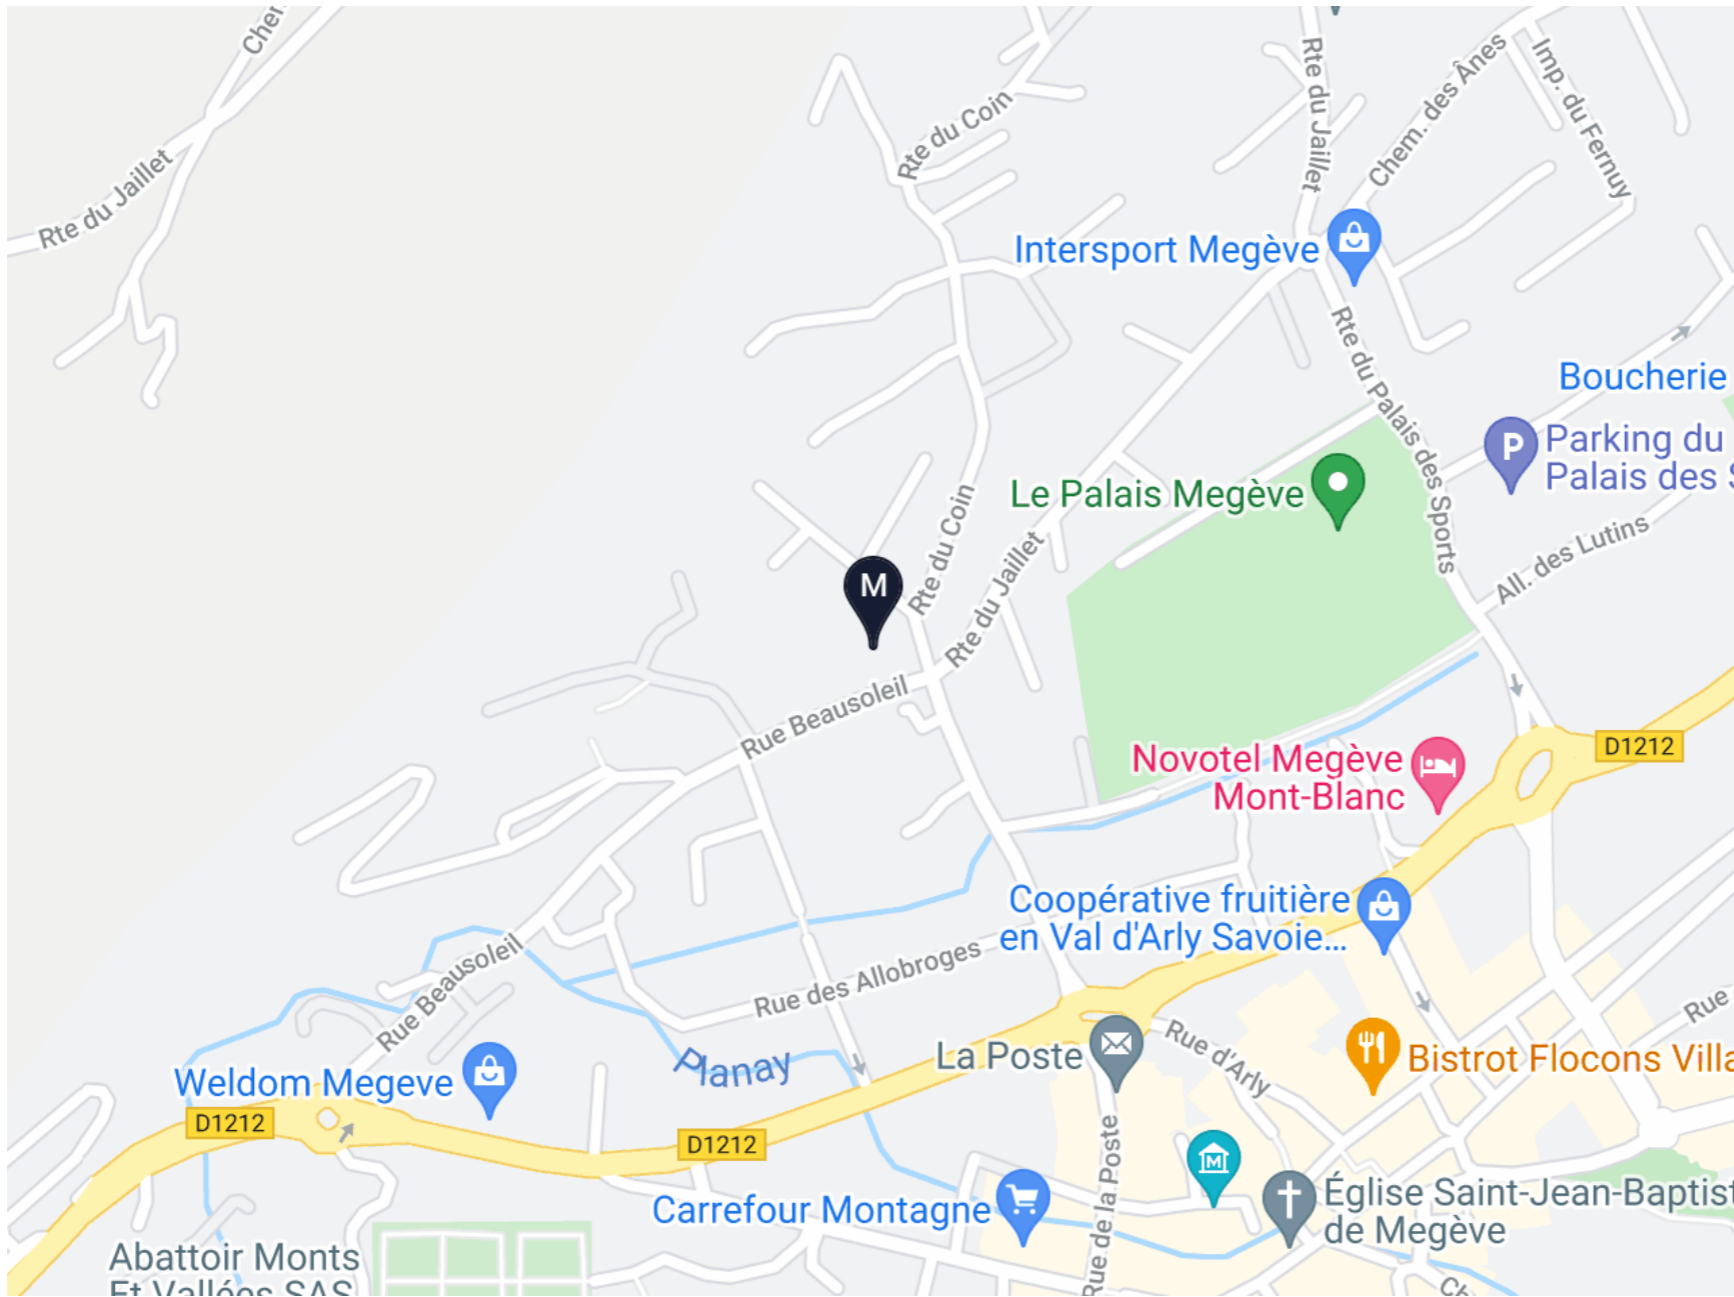 Rte du Jaillet
Rte du Coin
Rte du Jaillet
Chem. des Ânes
Imp. du Fernuy
Intersport Megève
Rte du Palais des Sports
Boucherie
Parking du
Palais des
Le Palais Megève
All. des Lutins
Rte du Coin
M
Rte du Jaillet
Rue Beausoleil
D1212
Novotel Megève
Mont-Blanc
Coopérative fruitière
en Val d'Arly Savoie...
Rue Beausoleil
Rue des Allobroges
Rue
Planay
La Poste
Rue d'Arly
Bistrot Flocons Villa
Weldom Megeve
D1212
D1212
Rue de la Poste
Carrefour Montagne
Église Saint-Jean-Baptist
de Megève
Abattoir Monts
Et Vallées SAS